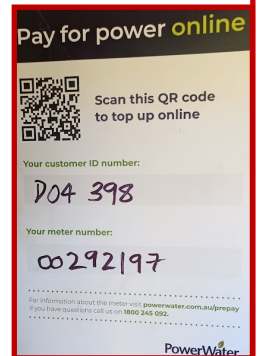 Pay for power online
Scan this QR code
to top up online
Your customer ID number:
D04 398
Your meter number:
00292197
For information about the meter visit powerwater.com.au/prepay
If you have questions call us on 1800 245 092.
PowerWater